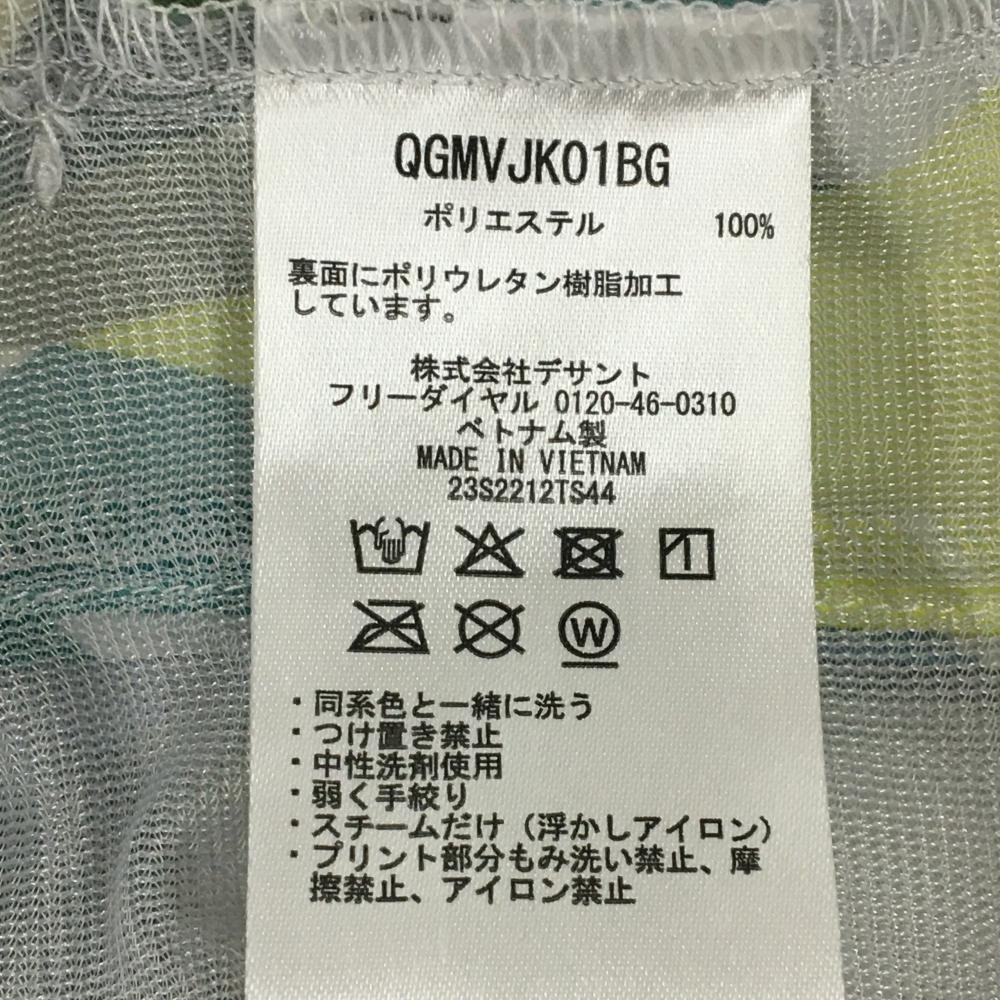 QGMVJK01BG
ポリエステル 100%
裏面にポリウレタン樹脂加工
しています。
株式会社デサント
フリーダイヤル 0120-46-0310
ベトナム製
MADE IN VIETNAM
23S2212TS44
W
・同系色と一緒に洗う
・つけ置き禁止
・中性洗剤使用
・弱く手絞り
・スチームだけ（浮かしアイロン）
・プリント部分もみ洗い禁止、摩
擦禁止、アイロン禁止